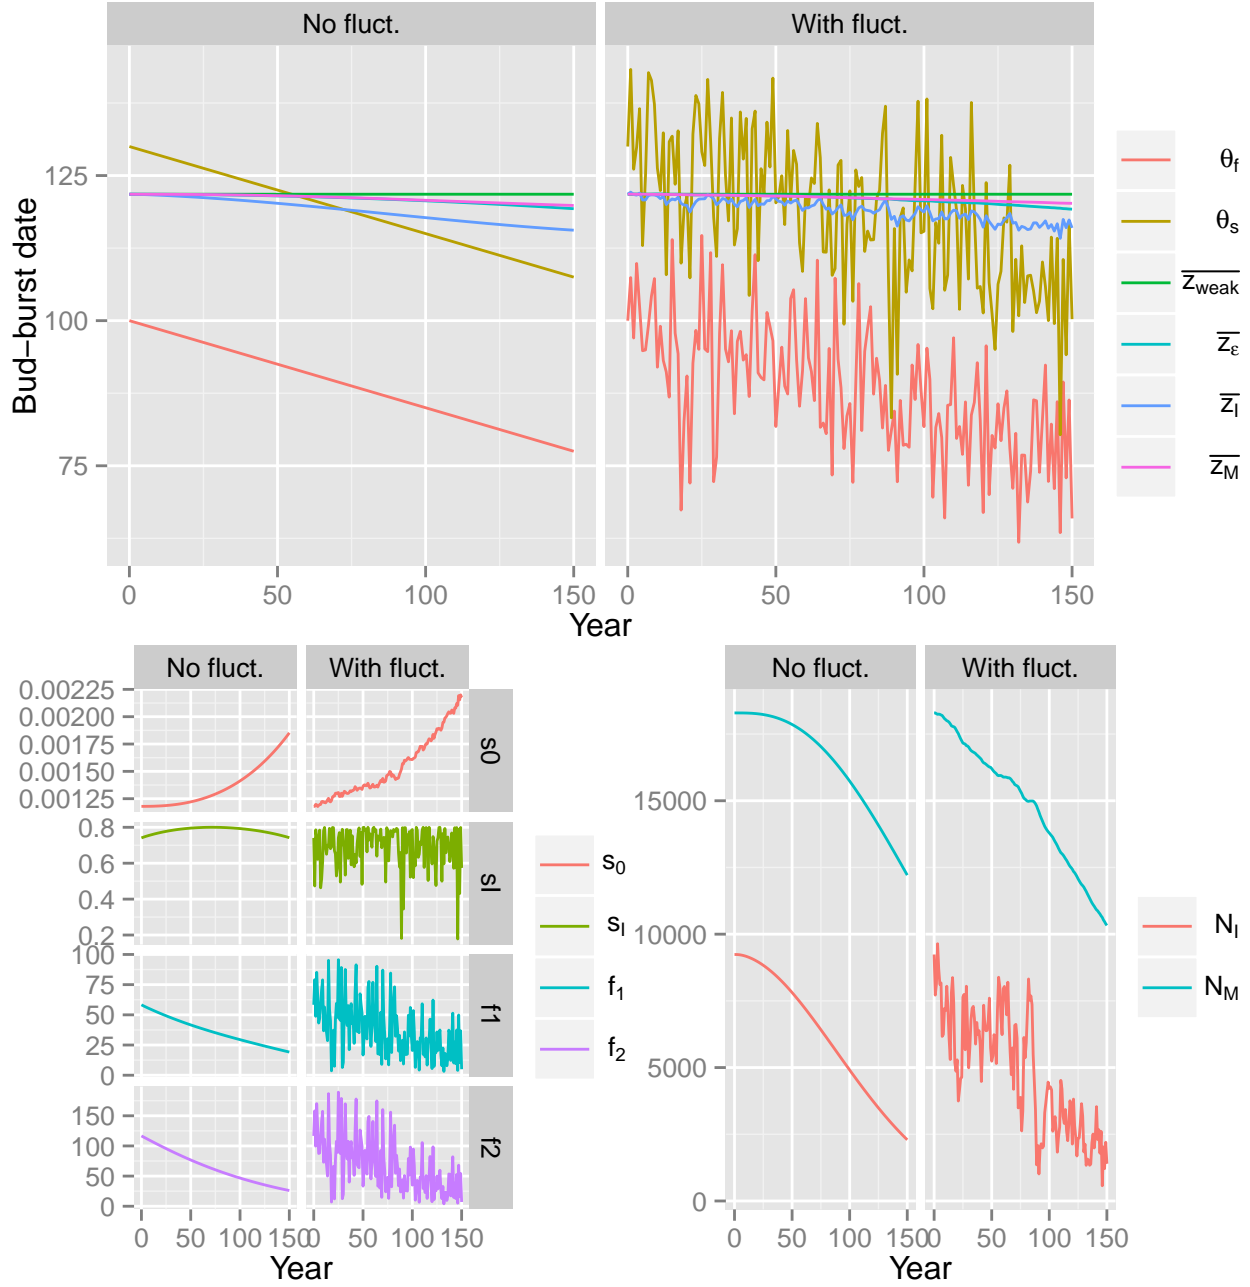 No fluct. With fluct.
Bud−burst date
125
100
75
0 50 100 150 0 50 100 150
Year
θf
θs
zweak
zε
zI
zM
No fluct. With fluct.
0.00225
0.00200
0.00175
0.00150
0.00125
s0
0.8
0.6
0.4
0.2
sI
100
75
50
25
0
f1
150
100
50
0
f2
0 50 100 150 0 50 100 150
Year
s0
sI
f1
f2
No fluct. With fluct.
15000
10000
5000
0
0 50 100 150 0 50 100 150
Year
NI
NM